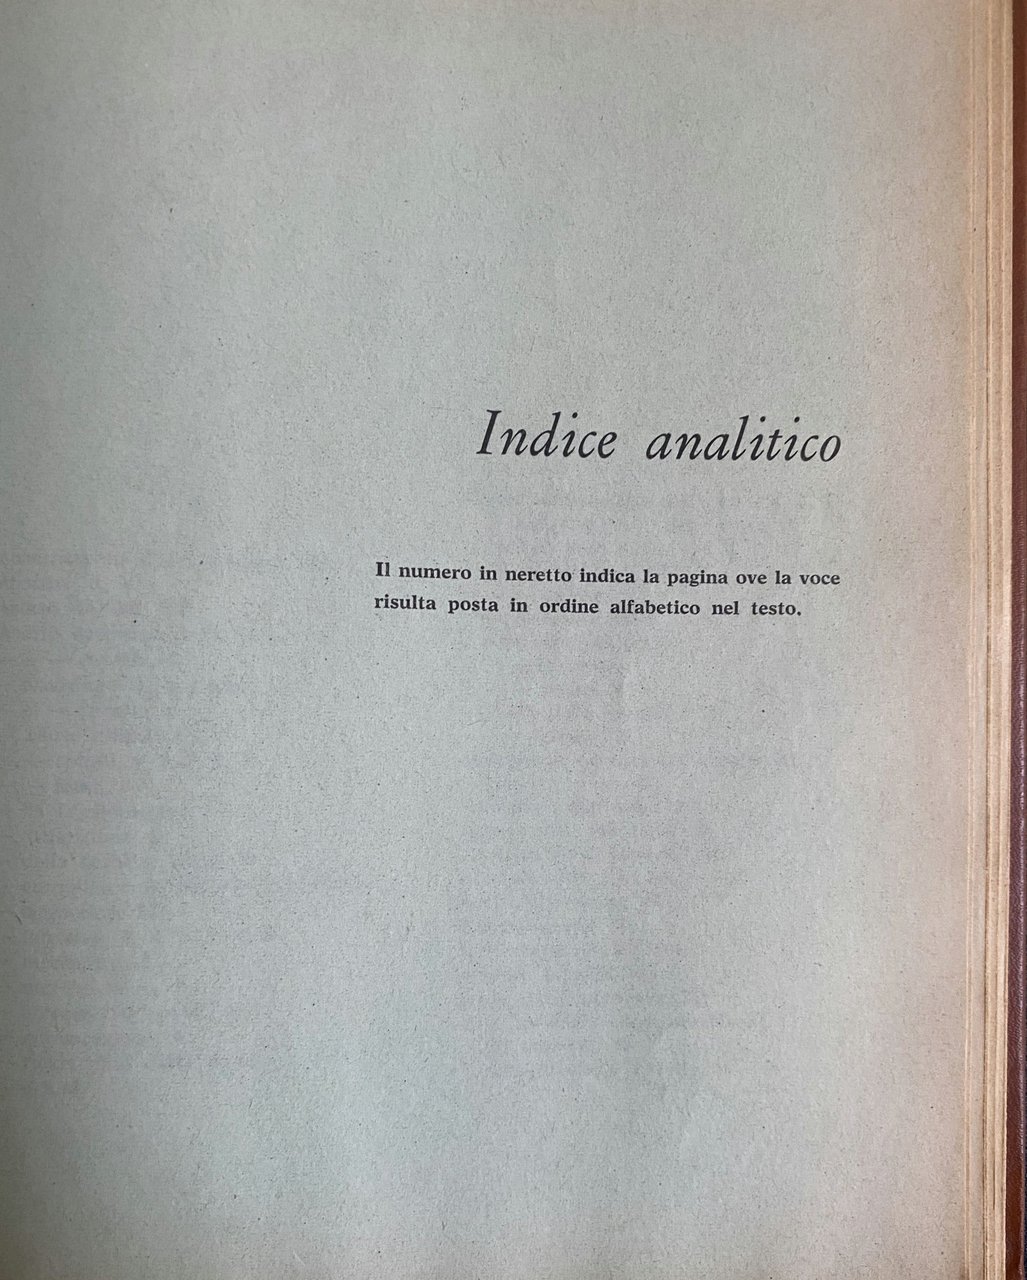 Indice analitico
Il numero in neretto indica la pagina ove la voce
risulta posta in ordine alfabetico nel testo.